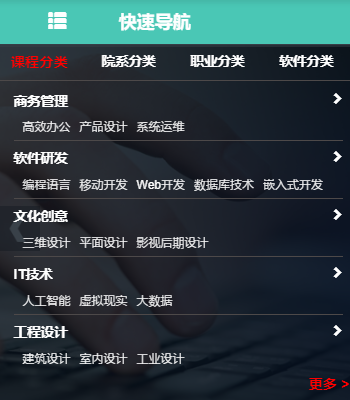 快速导航
课程分类 院系分类 职业分类 软件分类
商务管理
高效办公 产品设计 系统运维
软件研发
编程语言 移动开发 Web开发 数据库技术 嵌入式开发
文化创意
三维设计 平面设计 影视后期设计
IT技术
人工智能 虚拟现实 大数据
工程设计
建筑设计 室内设计 工业设计
更多 >